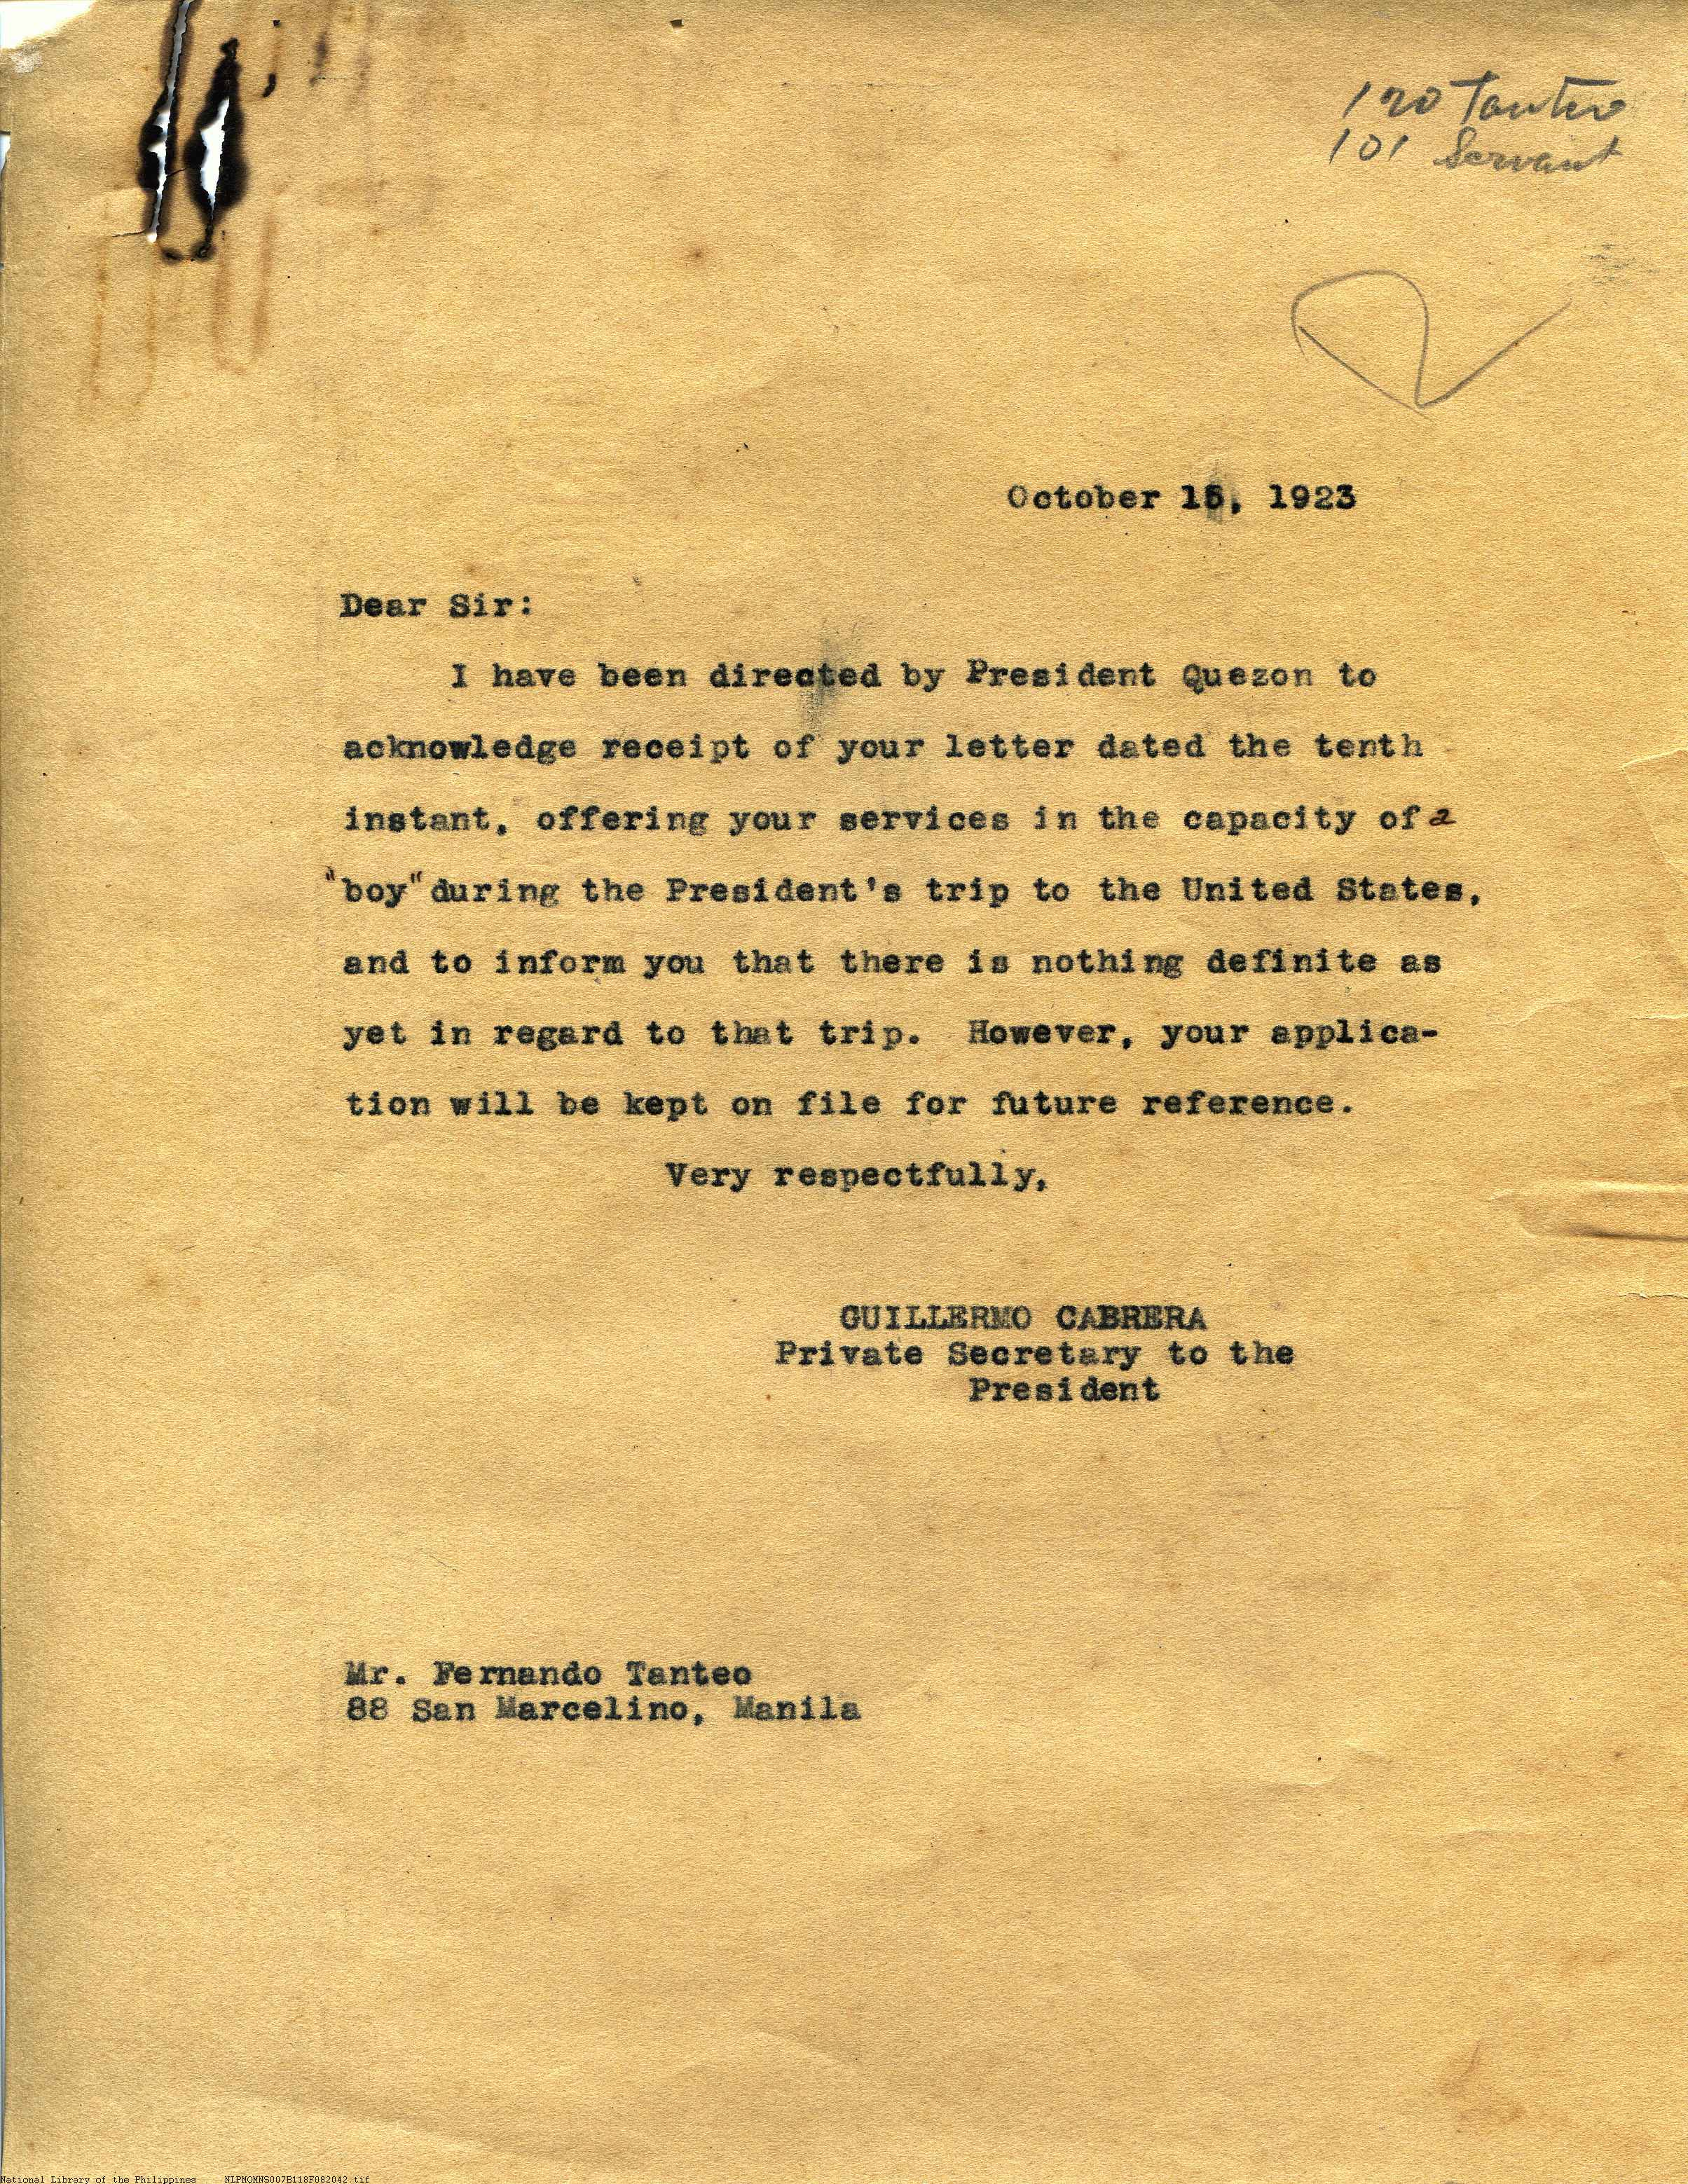 120 Tanteo
101 Servant
October 15, 1923
Dear Sir:
I have been directed by President Quezon to
acknowledge receipt of your letter dated the tenth
instant, offering your services in the capacity of a
"boy" during the President's trip to the United States,
and to inform you that there is nothing definite as
yet in regard to that trip. However, your applica-
tion will be kept on file for future reference.
Very respectfully,
GUILLERMO CABRERA
Private Secretary to the
President
Mr. Fernando Tanteo
88 San Marcelino, Manila
National Library of the Philippines NLPMQMNS007B118F082042 tif